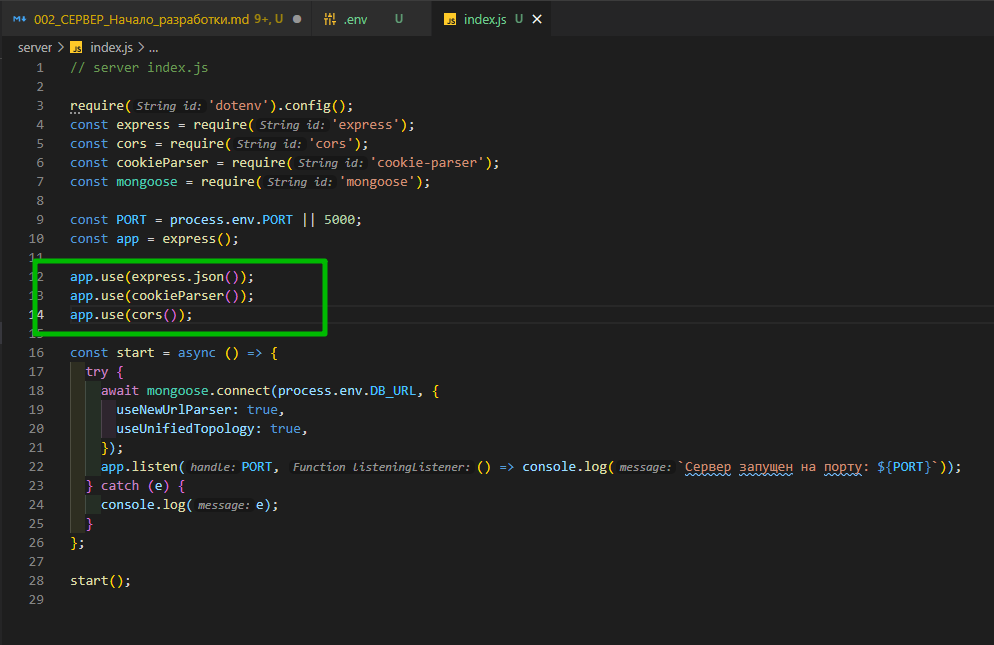 002_СЕРВЕР_Начало_разработки.md 9+, U ● .env U JS index.js U ×
server > JS index.js > ...
1 // server index.js
2
3 require( String id: 'dotenv').config();
4 const express = require( String id: 'express');
5 const cors = require( String id: 'cors');
6 const cookieParser = require( String id: 'cookie-parser');
7 const mongoose = require( String id: 'mongoose');
8
9 const PORT = process.env.PORT || 5000;
10 const app = express();
11
12 app.use(express.json());
13 app.use(cookieParser());
14 app.use(cors());
15
16 const start = async () => {
17 try {
18 await mongoose.connect(process.env.DB_URL, {
19 useNewUrlParser: true,
20 useUnifiedTopology: true,
21 });
22 app.listen( handle: PORT, Function listeningListener: () => console.log( message: `Сервер запущен на порту: ${PORT}`));
23 } catch (e) {
24 console.log( message: e);
25 }
26 };
27
28 start();
29